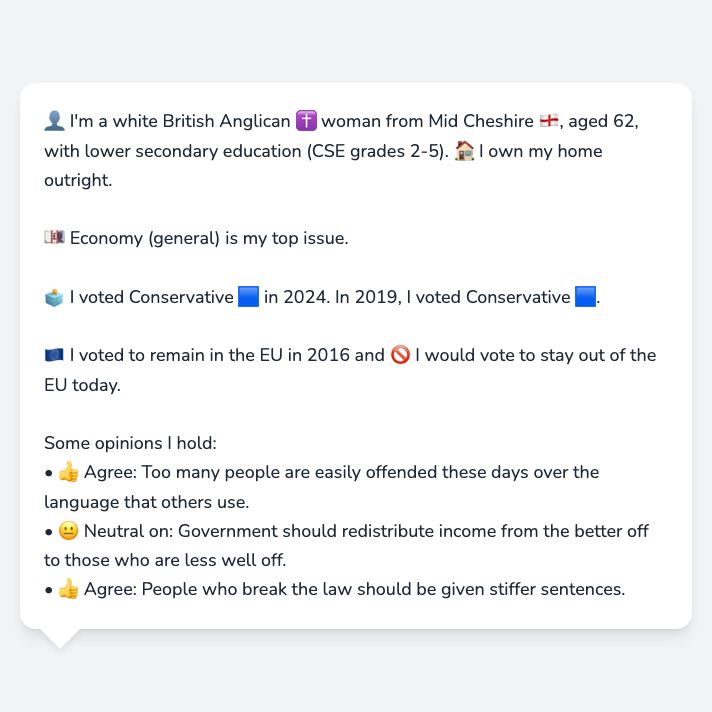 👤 I'm a white British Anglican ✝️ woman from Mid Cheshire 🏴󠁧󠁢󠁥󠁮󠁧󠁿, aged 62,
with lower secondary education (CSE grades 2-5). 🏠 I own my home
outright.
💷 Economy (general) is my top issue.
🗳️ I voted Conservative 🟦 in 2024. In 2019, I voted Conservative 🟦.
🇪🇺 I voted to remain in the EU in 2016 and 🚫 I would vote to stay out of the
EU today.
Some opinions I hold:
• 👍 Agree: Too many people are easily offended these days over the
language that others use.
• 😐 Neutral on: Government should redistribute income from the better off
to those who are less well off.
• 👍 Agree: People who break the law should be given stiffer sentences.